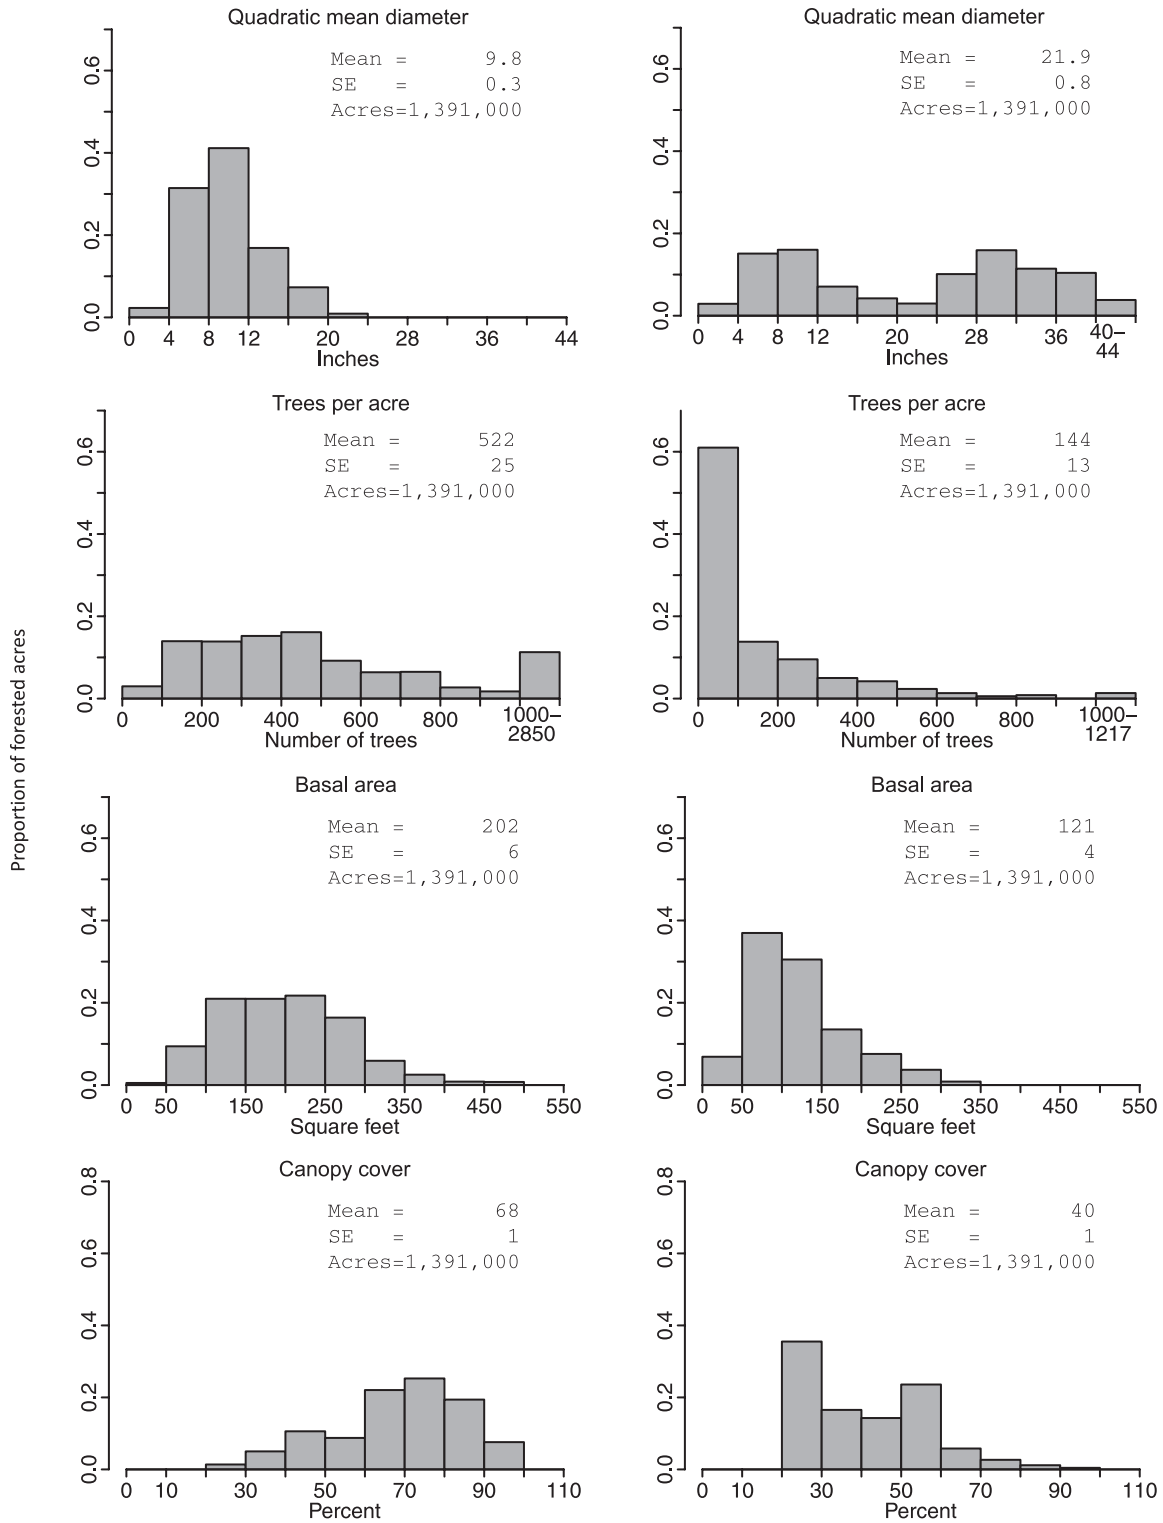 Proportion of forested acres
Quadratic mean diameter
Mean = 9.8
SE = 0.3
Acres=1,391,000
0.0 0.2 0.4 0.6
0 4 8 12 20 28 36 44
Inches
Quadratic mean diameter
Mean = 21.9
SE = 0.8
Acres=1,391,000
0.0 0.2 0.4 0.6
0 4 8 12 20 28 36 40–
44
Inches
Trees per acre
Mean = 522
SE = 25
Acres=1,391,000
0.0 0.2 0.4 0.6
0 200 400 600 800 1000–
2850
Number of trees
Trees per acre
Mean = 144
SE = 13
Acres=1,391,000
0.0 0.2 0.4 0.6
0 200 400 600 800 1000–
1217
Number of trees
Basal area
Mean = 202
SE = 6
Acres=1,391,000
0.0 0.2 0.4 0.6
0 50 150 250 350 450 550
Square feet
Basal area
Mean = 121
SE = 4
Acres=1,391,000
0.0 0.2 0.4 0.6
0 50 150 250 350 450 550
Square feet
Canopy cover
Mean = 68
SE = 1
Acres=1,391,000
0.0 0.2 0.4 0.6 0.8
0 10 30 50 70 90 110
Percent
Canopy cover
Mean = 40
SE = 1
Acres=1,391,000
0.0 0.2 0.4 0.6 0.8
0 10 30 50 70 90 110
Percent